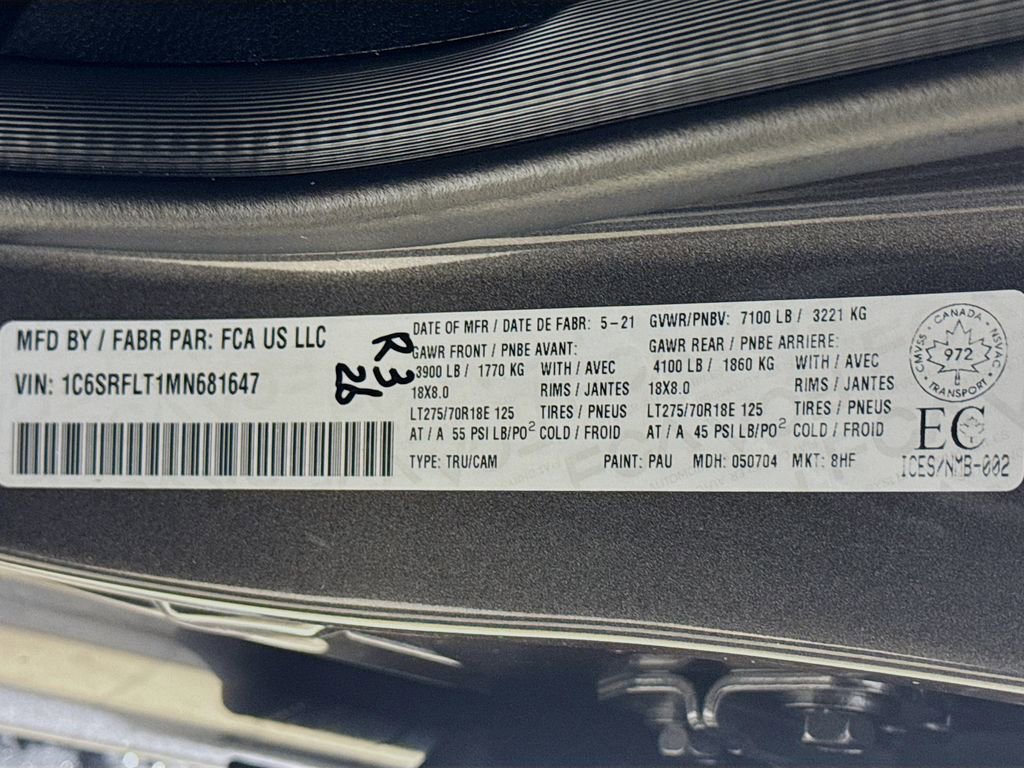 MFD BY / FABR PAR: FCA US LLC
VIN: 1C6SRFLT1MN681647
R3
26
DATE OF MFR / DATE DE FABR: 5-21
GVWR/PNBV: 7100 LB / 3221 KG
GAWR FRONT / PNBE AVANT:
3900 LB / 1770 KG WITH / AVEC
18X8.0 RIMS / JANTES
LT275/70R18E 125 TIRES / PNEUS
AT / A 55 PSI LB/PO² COLD / FROID
GAWR REAR / PNBE ARRIERE:
4100 LB / 1860 KG WITH / AVEC
18X8.0 RIMS / JANTES
LT275/70R18E 125 TIRES / PNEUS
AT / A 45 PSI LB/PO² COLD / FROID
TYPE: TRU/CAM PAINT: PAU MDH: 050704 MKT: 8HF
CANADA
CMVSS NSVAC
972
TRANSPORT
EC
ICES/NMB-002